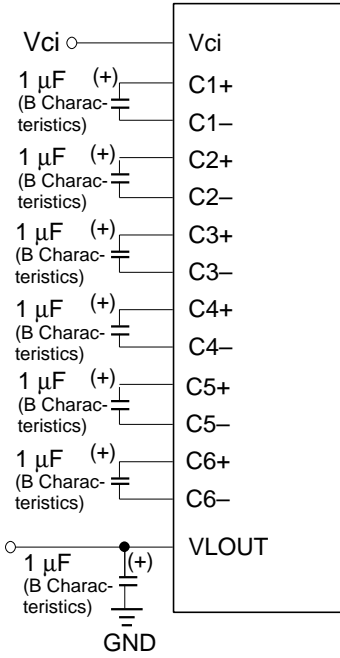 Vci Vci
1 μF (+) C1+
(B Charac-
teristics) C1–
1 μF (+) C2+
(B Charac-
teristics) C2–
1 μF (+) C3+
(B Charac-
teristics) C3–
1 μF (+) C4+
(B Charac-
teristics) C4–
1 μF (+) C5+
(B Charac-
teristics) C5–
1 μF (+) C6+
(B Charac-
teristics) C6–
VLOUT
1 μF (+)
(B Charac-
teristics)
GND